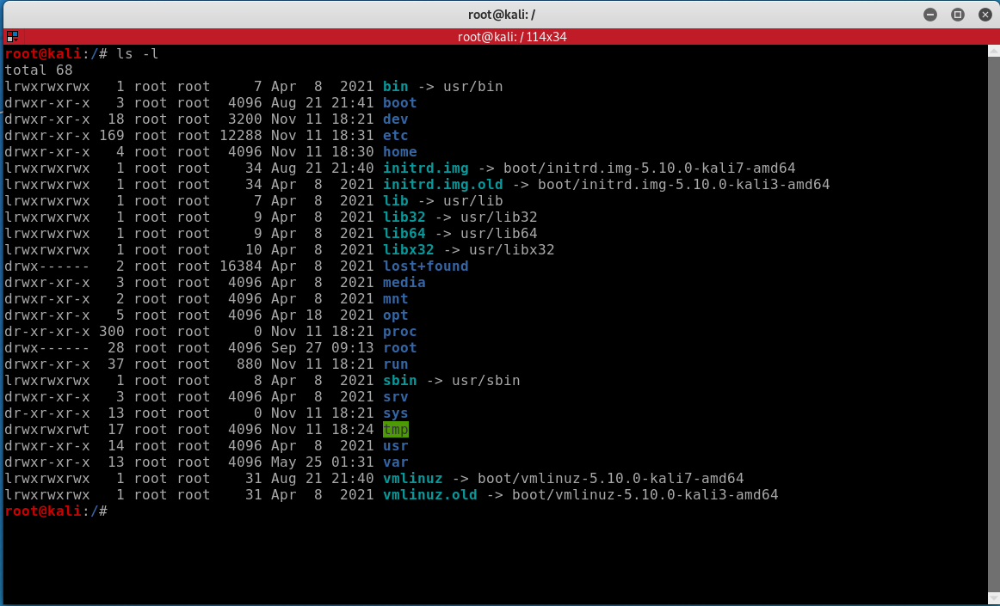 root@kali: /
root@kali: / 114x34
root@kali:/# ls -l
total 68
lrwxrwxrwx   1 root root     7 Apr  8  2021 bin -> usr/bin
drwxr-xr-x   3 root root  4096 Aug 21 21:41 boot
drwxr-xr-x  18 root root  3200 Nov 11 18:21 dev
drwxr-xr-x 169 root root 12288 Nov 11 18:31 etc
drwxr-xr-x   4 root root  4096 Nov 11 18:30 home
lrwxrwxrwx   1 root root    34 Aug 21 21:40 initrd.img -> boot/initrd.img-5.10.0-kali7-amd64
lrwxrwxrwx   1 root root    34 Apr  8  2021 initrd.img.old -> boot/initrd.img-5.10.0-kali3-amd64
lrwxrwxrwx   1 root root     7 Apr  8  2021 lib -> usr/lib
lrwxrwxrwx   1 root root     9 Apr  8  2021 lib32 -> usr/lib32
lrwxrwxrwx   1 root root     9 Apr  8  2021 lib64 -> usr/lib64
lrwxrwxrwx   1 root root    10 Apr  8  2021 libx32 -> usr/libx32
drwx------   2 root root 16384 Apr  8  2021 lost+found
drwxr-xr-x   3 root root  4096 Apr  8  2021 media
drwxr-xr-x   2 root root  4096 Apr  8  2021 mnt
drwxr-xr-x   5 root root  4096 Apr 18  2021 opt
dr-xr-xr-x 300 root root     0 Nov 11 18:21 proc
drwx------  28 root root  4096 Sep 27 09:13 root
drwxr-xr-x  37 root root   880 Nov 11 18:21 run
lrwxrwxrwx   1 root root     8 Apr  8  2021 sbin -> usr/sbin
drwxr-xr-x   3 root root  4096 Apr  8  2021 srv
dr-xr-xr-x  13 root root     0 Nov 11 18:21 sys
drwxrwxrwt  17 root root  4096 Nov 11 18:24 tmp
drwxr-xr-x  14 root root  4096 Apr  8  2021 usr
drwxr-xr-x  13 root root  4096 May 25 01:31 var
lrwxrwxrwx   1 root root    31 Aug 21 21:40 vmlinuz -> boot/vmlinuz-5.10.0-kali7-amd64
lrwxrwxrwx   1 root root    31 Apr  8  2021 vmlinuz.old -> boot/vmlinuz-5.10.0-kali3-amd64
root@kali:/#